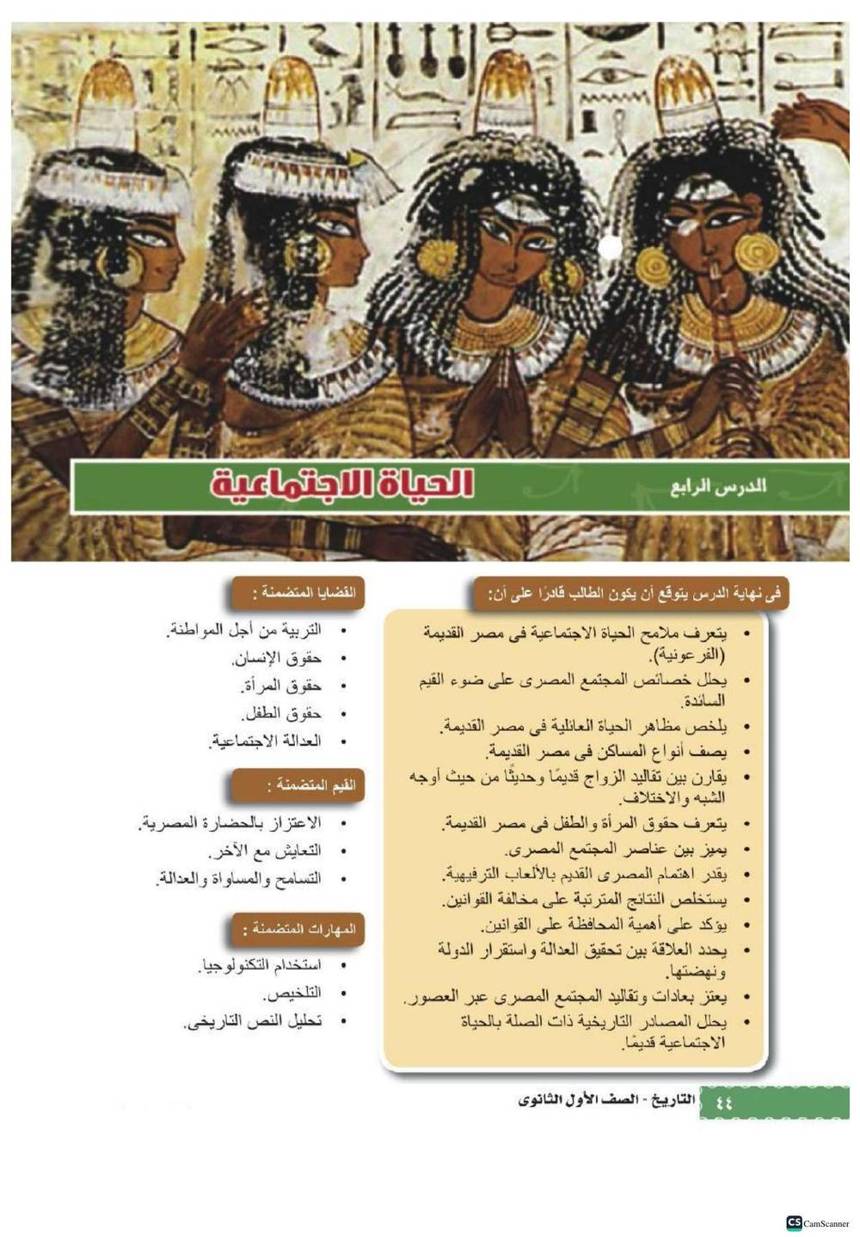 الدرس الرابع
الحياة الاجتماعية
فى نهاية الدرس يتوقع أن يكون الطالب قادرًا على أن:
• يتعرف ملامح الحياة الاجتماعية فى مصر القديمة
(الفرعونية).
• يحلل خصائص المجتمع المصرى على ضوء القيم
السائدة.
• يلخص مظاهر الحياة العائلية فى مصر القديمة.
• يصف أنواع المساكن فى مصر القديمة.
• يقارن بين تقاليد الزواج قديمًا وحديثًا من حيث أوجه
الشبه والاختلاف.
• يتعرف حقوق المرأة والطفل فى مصر القديمة.
• يميز بين عناصر المجتمع المصرى.
• يقدر اهتمام المصرى القديم بالألعاب الترفيهية.
• يستخلص النتائج المترتبة على مخالفة القوانين.
• يؤكد على أهمية المحافظة على القوانين.
• يحدد العلاقة بين تحقيق العدالة واستقرار الدولة
ونهضتها.
• يعتز بعادات وتقاليد المجتمع المصرى عبر العصور.
• يحلل المصادر التاريخية ذات الصلة بالحياة
الاجتماعية قديمًا.
القضايا المتضمنة :
• التربية من أجل المواطنة.
• حقوق الإنسان.
• حقوق المرأة.
• حقوق الطفل.
• العدالة الاجتماعية.
القيم المتضمنة :
• الاعتزاز بالحضارة المصرية.
• التعايش مع الآخر.
• التسامح والمساواة والعدالة.
المهارات المتضمنة :
• استخدام التكنولوجيا.
• التلخيص.
• تحليل النص التاريخى.
٤٤ التاريخ - الصف الأول الثانوى
CS CamScanner